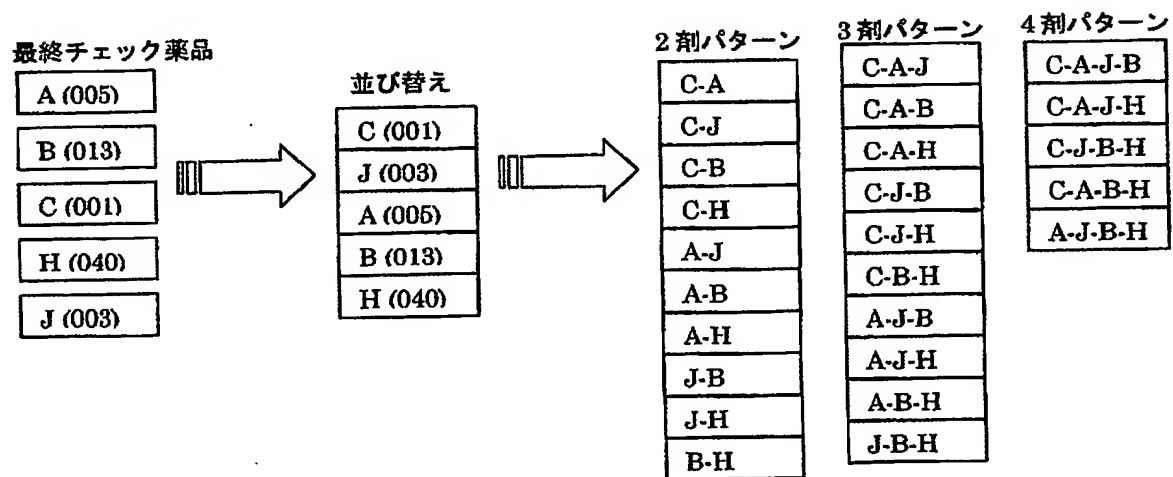 最終チェック薬品
A (005)
B (013)
C (001)
H (040)
J (003)
並び替え
C (001)
J (003)
A (005)
B (013)
H (040)
2剤パターン
C-A
C-J
C-B
C-H
A-J
A-B
A-H
J-B
J-H
B-H
3剤パターン
C-A-J
C-A-B
C-A-H
C-J-B
C-J-H
C-B-H
A-J-B
A-J-H
A-B-H
J-B-H
4剤パターン
C-A-J-B
C-A-J-H
C-J-B-H
C-A-B-H
A-J-B-H